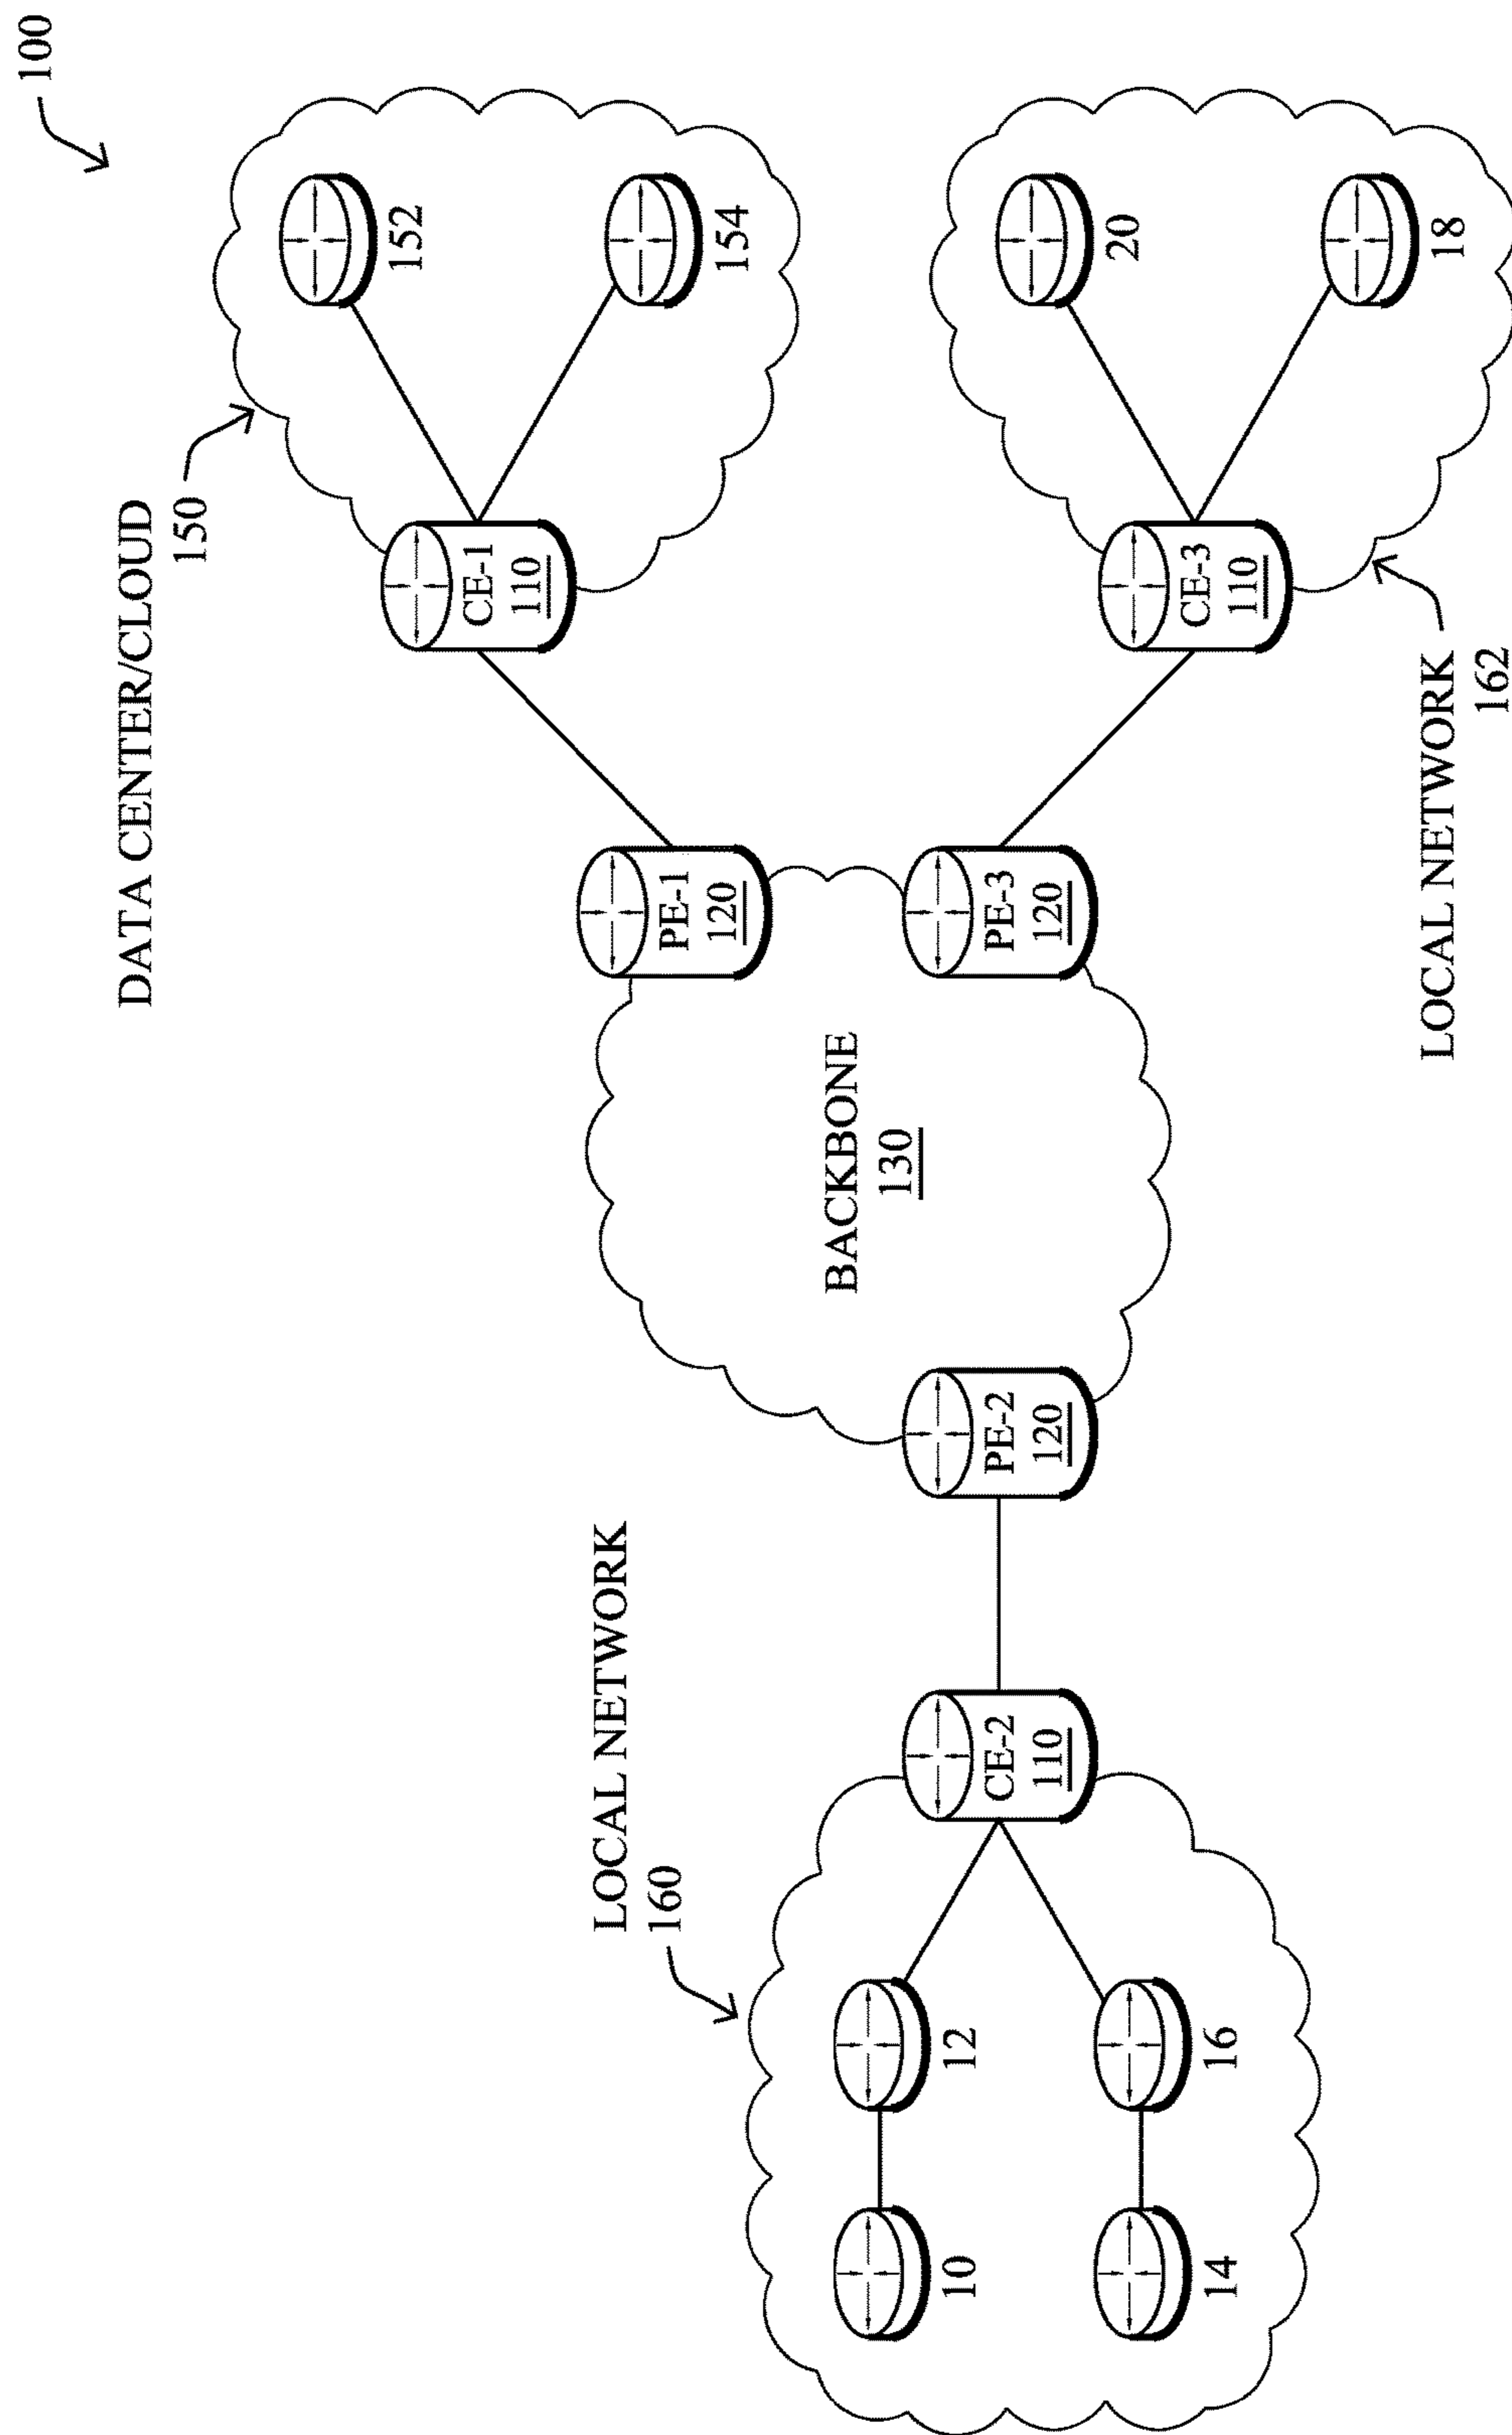 100
DATA CENTER/CLOUD
150
152
154
CE-1
110
PE-1
120
BACKBONE
130
PE-3
120
CE-3
110
20
18
LOCAL NETWORK
162
PE-2
120
LOCAL NETWORK
160
CE-2
110
12
10
16
14